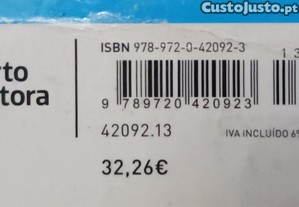 CustoJusto.pt
ISBN 978-972-0-42092-3
rto
tora
9 789720 420923
42092.13
IVA INCLUÍDO 6%
32,26€